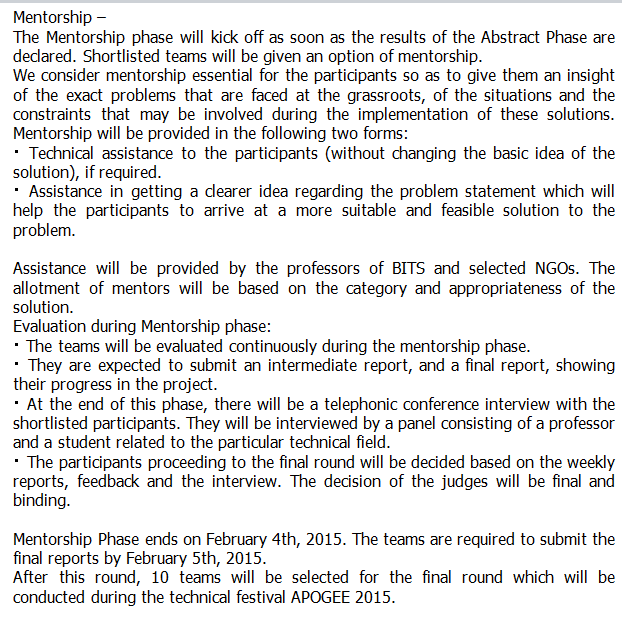 Mentorship –
The Mentorship phase will kick off as soon as the results of the Abstract Phase are
declared. Shortlisted teams will be given an option of mentorship.
We consider mentorship essential for the participants so as to give them an insight
of the exact problems that are faced at the grassroots, of the situations and the
constraints that may be involved during the implementation of these solutions.
Mentorship will be provided in the following two forms:
· Technical assistance to the participants (without changing the basic idea of the
solution), if required.
· Assistance in getting a clearer idea regarding the problem statement which will
help the participants to arrive at a more suitable and feasible solution to the
problem.
Assistance will be provided by the professors of BITS and selected NGOs. The
allotment of mentors will be based on the category and appropriateness of the
solution.
Evaluation during Mentorship phase:
· The teams will be evaluated continuously during the mentorship phase.
· They are expected to submit an intermediate report, and a final report, showing
their progress in the project.
· At the end of this phase, there will be a telephonic conference interview with the
shortlisted participants. They will be interviewed by a panel consisting of a professor
and a student related to the particular technical field.
· The participants proceeding to the final round will be decided based on the weekly
reports, feedback and the interview. The decision of the judges will be final and
binding.
Mentorship Phase ends on February 4th, 2015. The teams are required to submit the
final reports by February 5th, 2015.
After this round, 10 teams will be selected for the final round which will be
conducted during the technical festival APOGEE 2015.